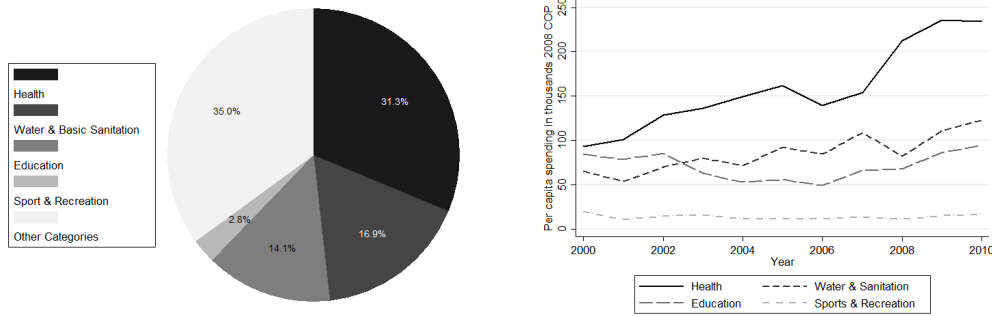 Health
Water & Basic Sanitation
Education
Sport & Recreation
Other Categories
35.0%
31.3%
2.8%
14.1%
16.9%
Per capita spending in thousands 2008 COP
250
200
150
100
50
0
2000 2002 2004 2006 2008 2010
Year
Health Water & Sanitation
Education Sports & Recreation